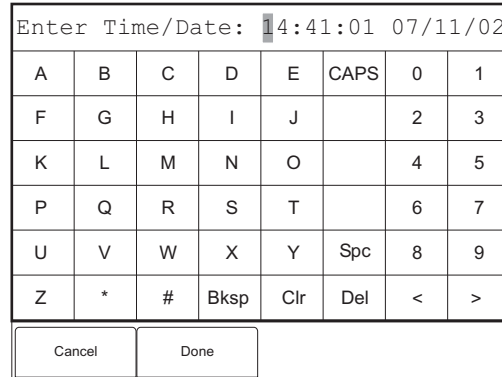 Enter Time/Date: 14:41:01 07/11/02
A B C D E CAPS 0 1
F G H I J 2 3
K L M N O 4 5
P Q R S T 6 7
U V W X Y Spc 8 9
Z * # Bksp Clr Del < >
Cancel Done